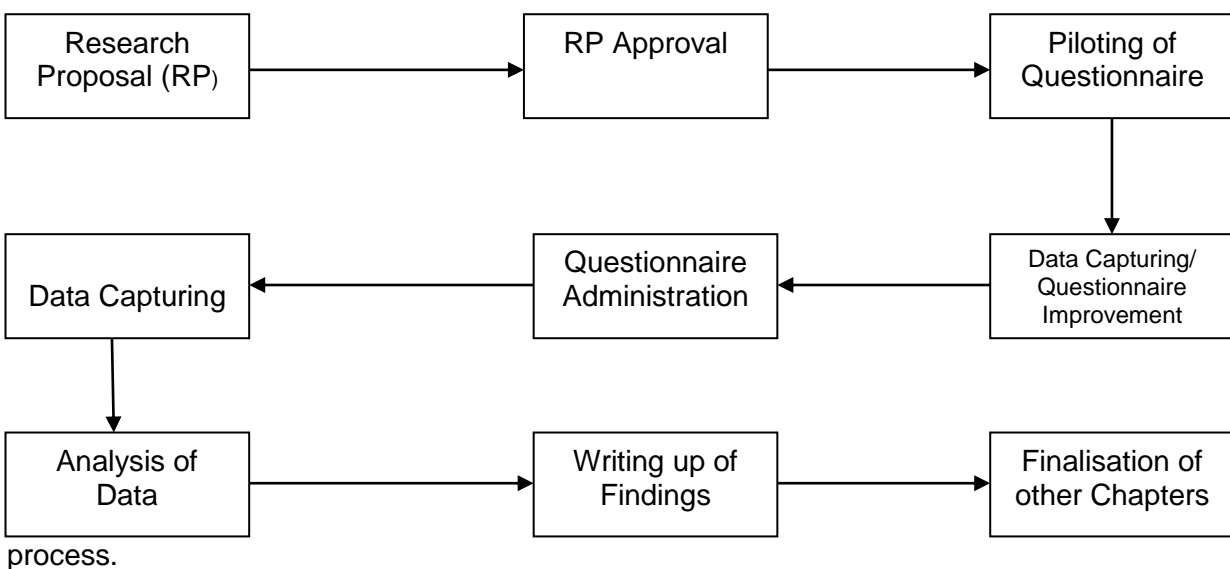 Research
Proposal (RP)
RP Approval
Piloting of
Questionnaire
Data Capturing/
Questionnaire
Improvement
Questionnaire
Administration
Data Capturing
Analysis of
Data
Writing up of
Findings
Finalisation of
other Chapters
process.